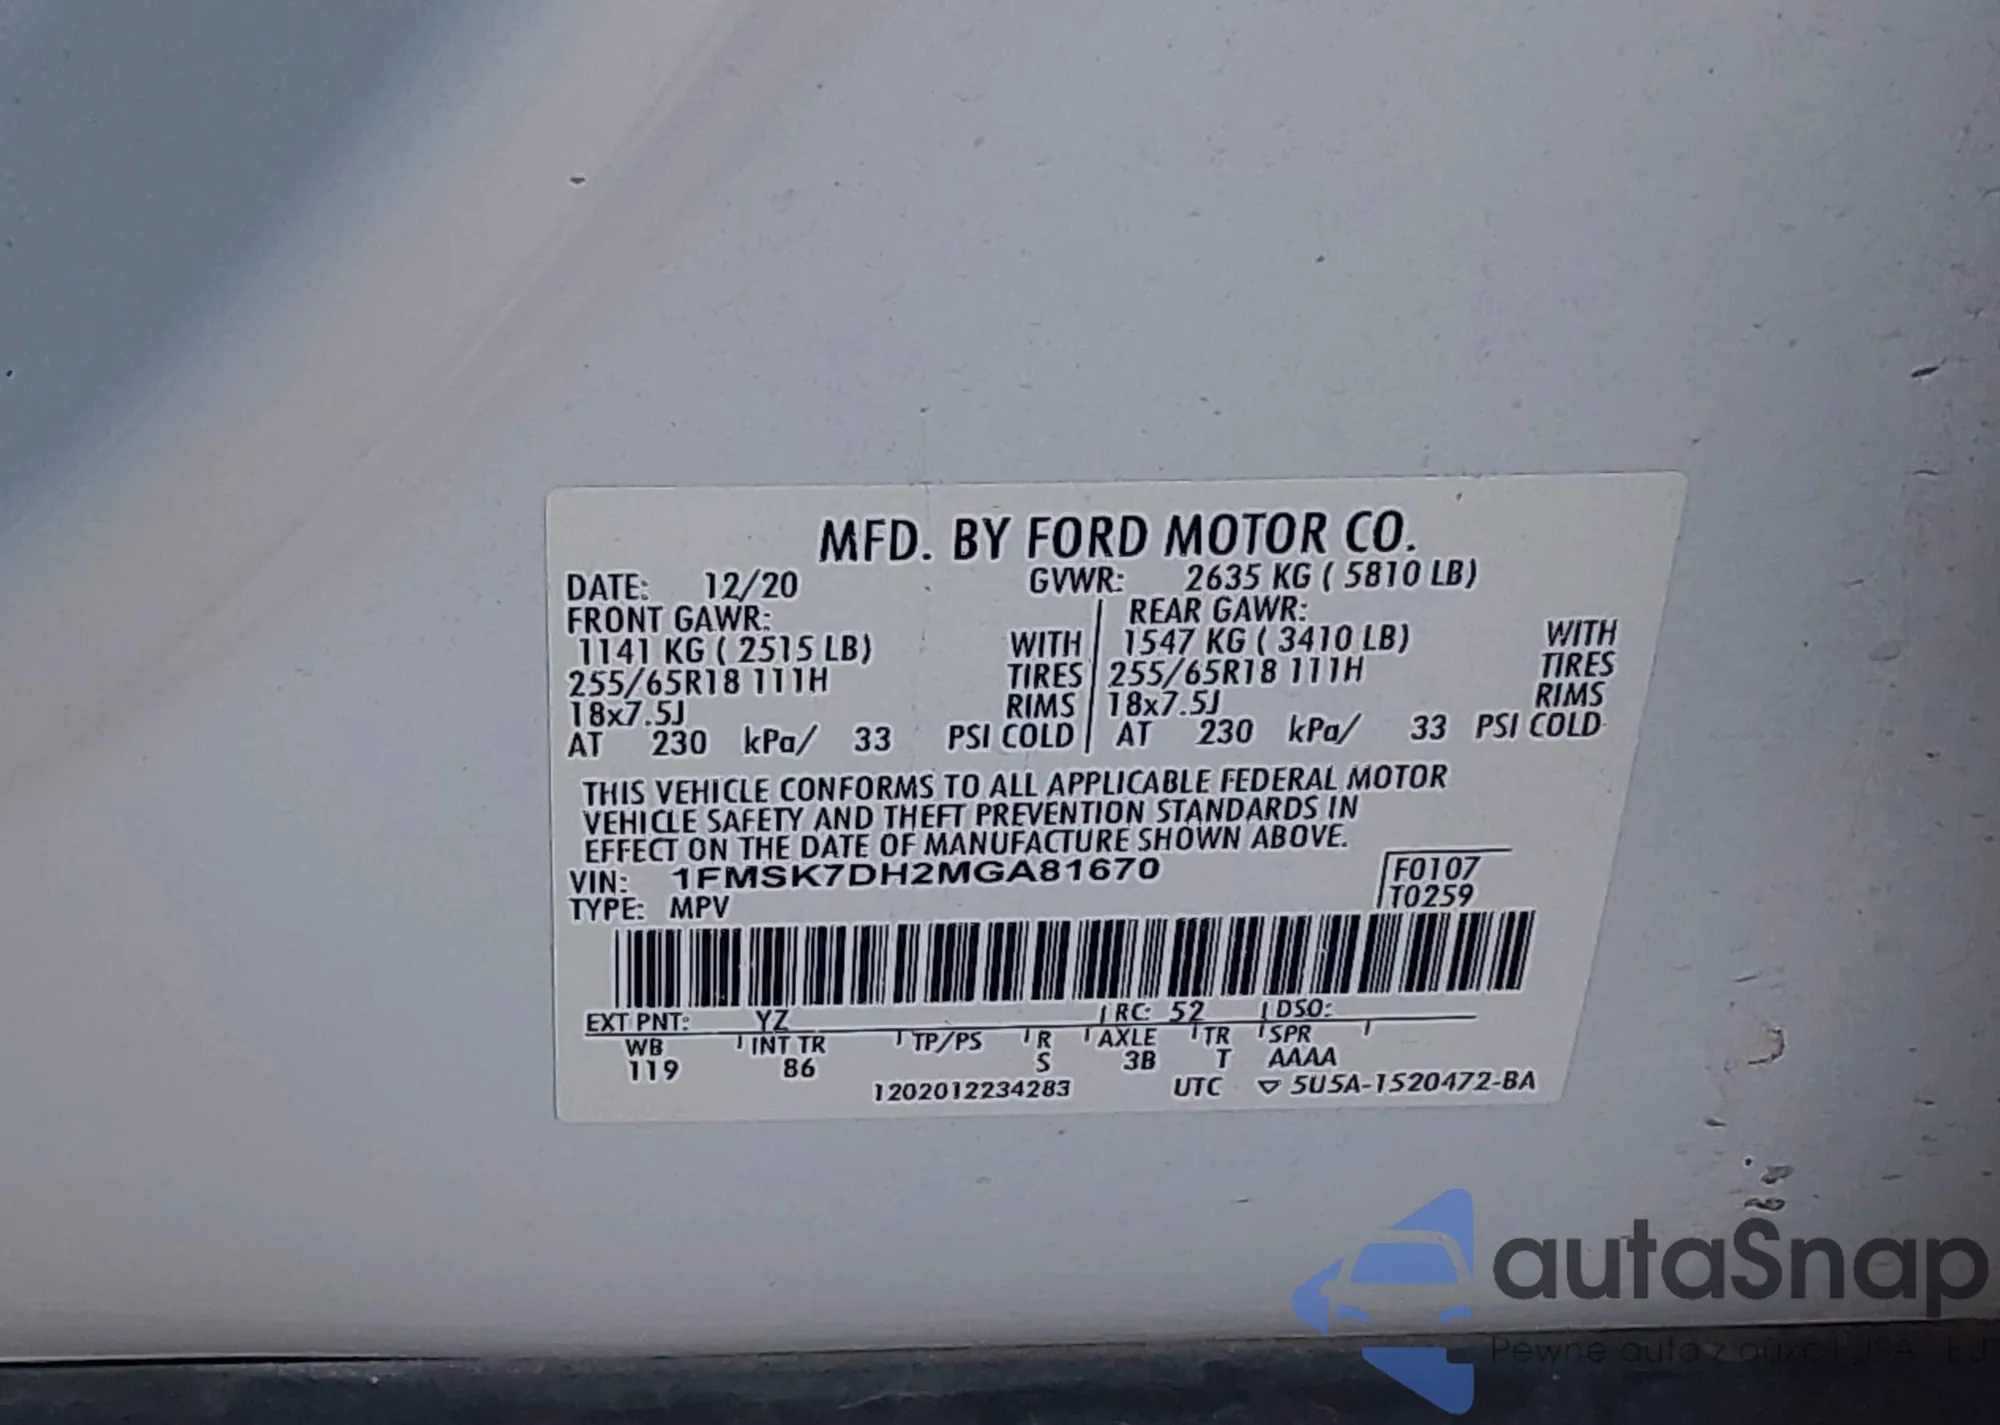 MFD. BY FORD MOTOR CO.
DATE: 12/20 GVWR: 2635 KG ( 5810 LB)
FRONT GAWR: REAR GAWR:
1141 KG ( 2515 LB) WITH 1547 KG ( 3410 LB) WITH
255/65R18 111H TIRES 255/65R18 111H TIRES
18x7.5J RIMS 18x7.5J RIMS
AT 230 kPa/ 33 PSI COLD AT 230 kPa/ 33 PSI COLD
THIS VEHICLE CONFORMS TO ALL APPLICABLE FEDERAL MOTOR
VEHICLE SAFETY AND THEFT PREVENTION STANDARDS IN
EFFECT ON THE DATE OF MANUFACTURE SHOWN ABOVE.
VIN: 1FMSK7DH2MGA81670 F0107
TYPE: MPV T0259
EXT PNT: YZ RC: 52 DSO:
WB INT TR TP/PS R AXLE TR SPR
119 86 S 3B T AAAA
1202012234283 UTC ▽ 5U5A-1520472-BA
autaSnap
Pewne auta z aukcji USA